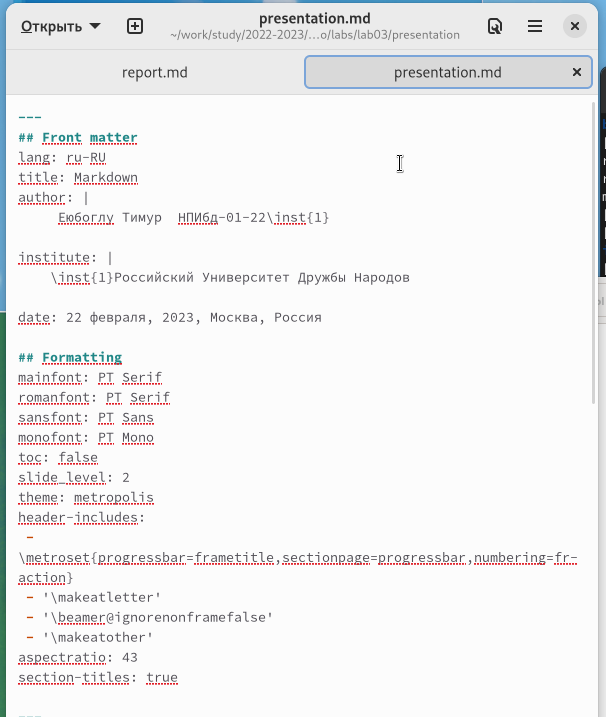 Открыть
presentation.md
~/work/study/2022-2023/…o/labs/lab03/presentation
report.md
presentation.md
---
## Front matter
lang: ru-RU
title: Markdown
author: |
Еюбоглу Тимур НПИбд-01-22\inst{1}
institute: |
\inst{1}Российский Университет Дружбы Народов
date: 22 февраля, 2023, Москва, Россия
## Formatting
mainfont: PT Serif
romanfont: PT Serif
sansfont: PT Sans
monofont: PT Mono
toc: false
slide_level: 2
theme: metropolis
header-includes:
-
\metroset{progressbar=frametitle,sectionpage=progressbar,numbering=fr-
action}
- '\makeatletter'
- '\beamer@ignorenonframefalse'
- '\makeatother'
aspectratio: 43
section-titles: true
---